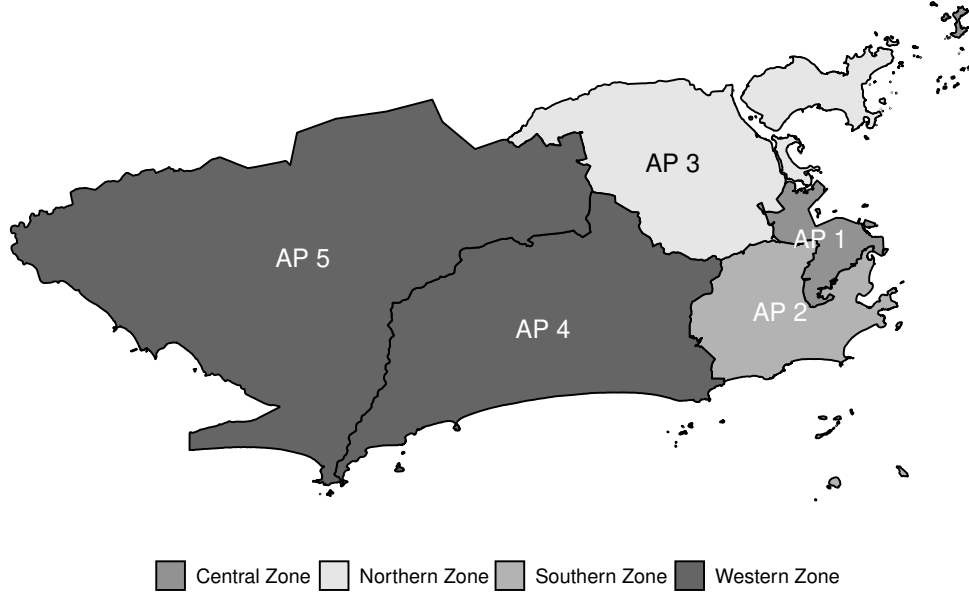 AP 3
AP 1
AP 5
AP 2
AP 4
Central Zone
Northern Zone
Southern Zone
Western Zone